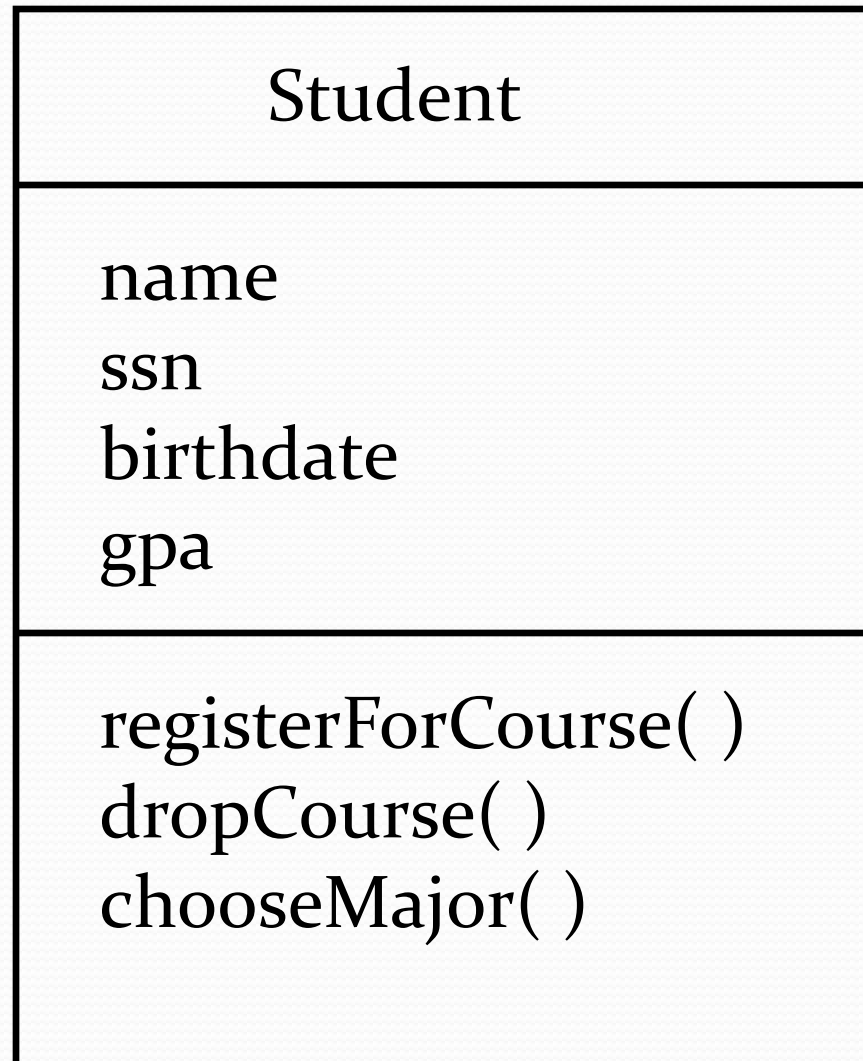 Student
name
ssn
birthdate
gpa
registerForCourse( )
dropCourse( )
chooseMajor( )